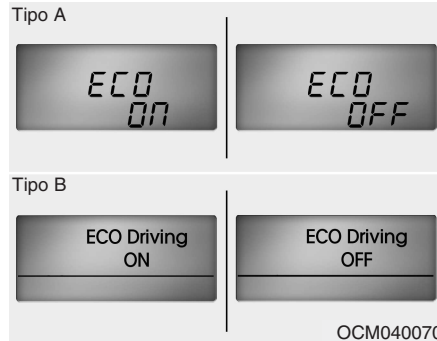 Tipo A
ECO
ON
ECO
OFF
Tipo B
ECO Driving
ON
ECO Driving
OFF
OCM040070